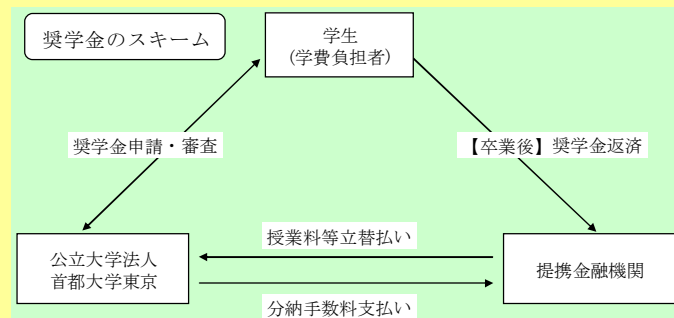 奨学金のスキーム
学生
(学費負担者)
奨学金申請・審査
【卒業後】奨学金返済
授業料等立替払い
公立大学法人
首都大学東京
提携金融機関
分納手数料支払い